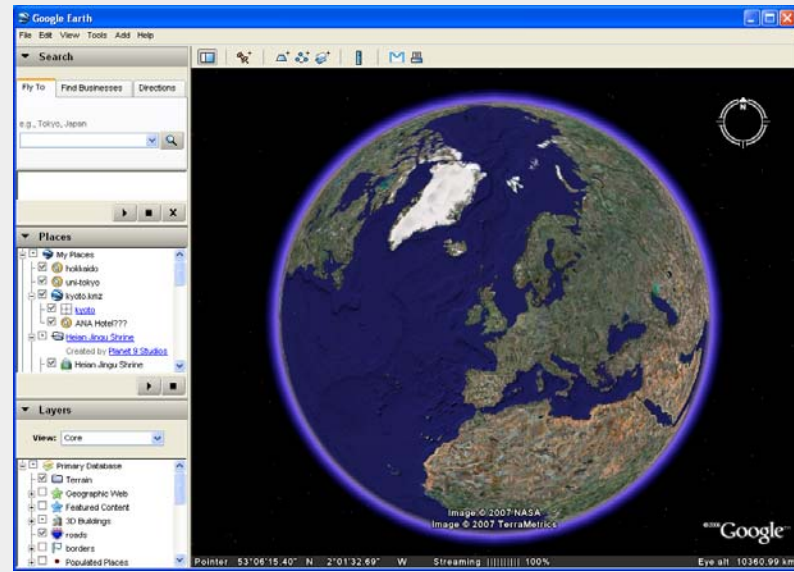 Google Earth
File Edit View Tools Add Help
Search
Fly To Find Businesses Directions
e.g., Tokyo, Japan
Places
My Places
hokkaido
uni-tokyo
kyoto.kmz
kyoto
ANA Hotel???
Heian Jingu Shrine
Created by Planet 9 Studios
Heian Jingu Shrine
Layers
View: Core
Primary Database
Terrain
Geographic Web
Featured Content
3D Buildings
roads
borders
Populated Places
N
Image © 2007 NASA
Image © 2007 TerraMetrics
Google
Pointer 53°06'15.40" N 2°01'32.69" W Streaming |||||||||| 100% Eye alt 10360.99 km